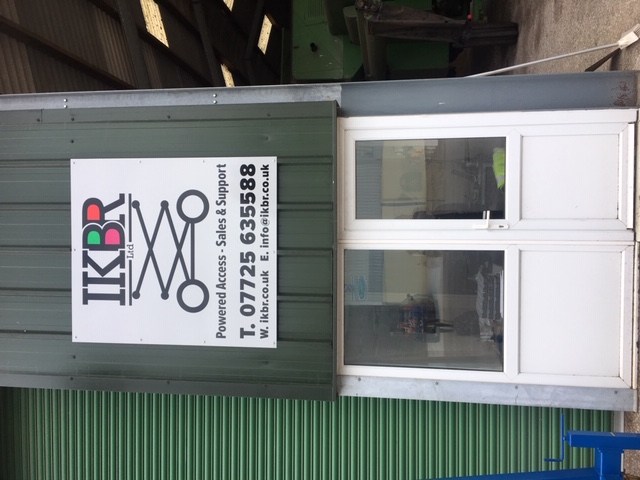 IKBR
Ltd
Powered Access - Sales & Support
T. 07725 635588
W. ikbr.co.uk E. info@ikbr.co.uk